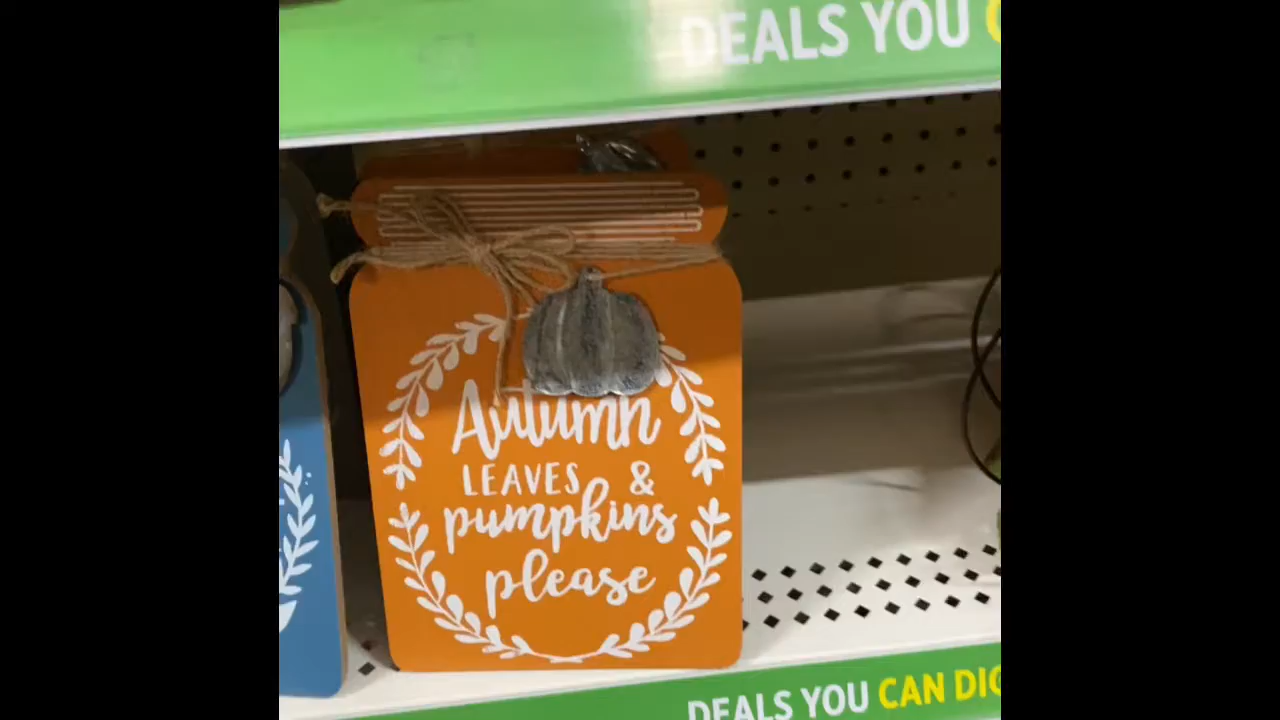 DEALS YOU
Autumn
LEAVES &
pumpkins
please
DEALS YOU CAN